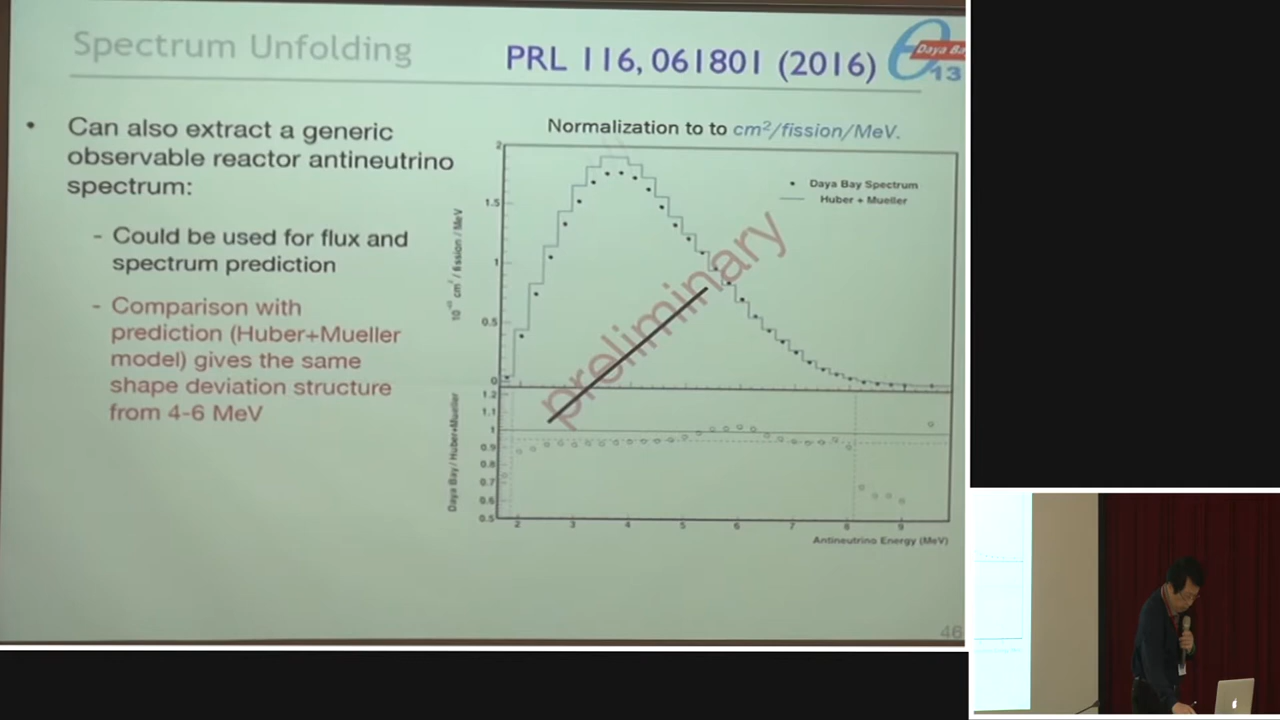 Spectrum Unfolding
PRL 116, 061801 (2016)
Daya Ba
θ13
• Can also extract a generic
observable reactor antineutrino
spectrum:
- Could be used for flux and
spectrum prediction
- Comparison with
prediction (Huber+Mueller
model) gives the same
shape deviation structure
from 4-6 MeV
Normalization to to cm²/fission/MeV.
2
1.5
1
0.5
0
cm²/fission / MeV
Daya Bay Spectrum
Huber + Mueller
preliminary
1.2
1.1
1
0.9
0.8
0.7
0.6
0.5
Daya Bay / Huber+Mueller
2 3 4 5 6 7 8 9
Antineutrino Energy (MeV)
46